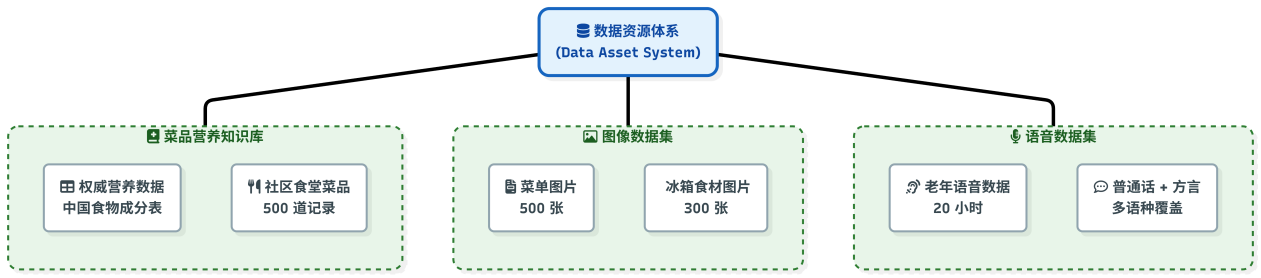 数据资源体系
(Data Asset System)
菜品营养知识库
权威营养数据
中国食物成分表
社区食堂菜品
500 道记录
图像数据集
菜单图片
500 张
冰箱食材图片
300 张
语音数据集
老年语音数据
20 小时
普通话 + 方言
多语种覆盖